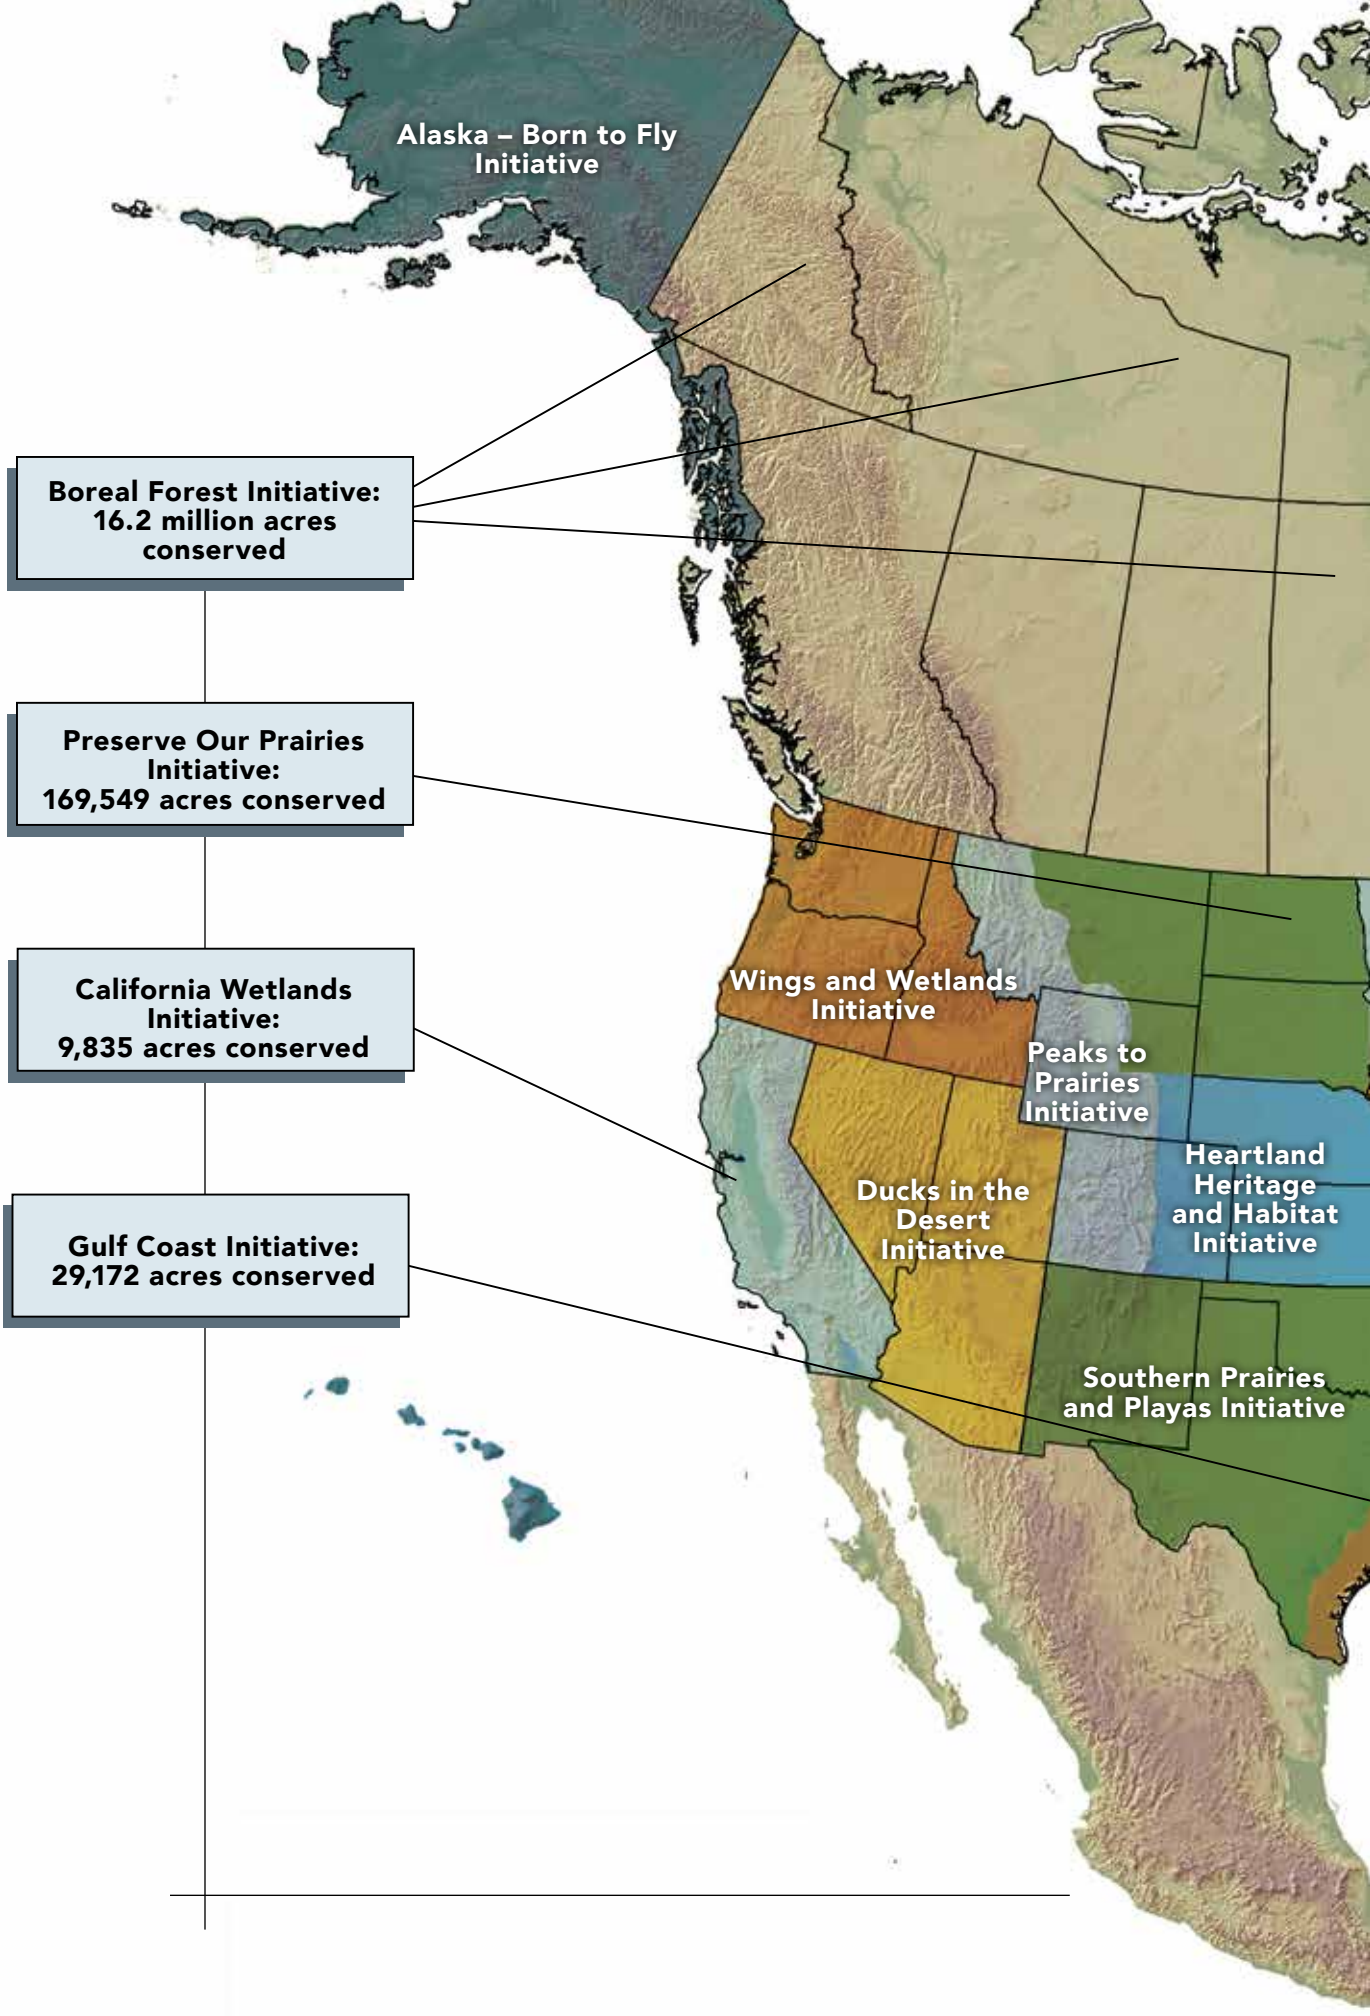 Alaska – Born to Fly
Initiative
Boreal Forest Initiative:
16.2 million acres
conserved
Preserve Our Prairies
Initiative:
169,549 acres conserved
California Wetlands
Initiative:
9,835 acres conserved
Gulf Coast Initiative:
29,172 acres conserved
Wings and Wetlands
Initiative
Peaks to
Prairies
Initiative
Heartland
Heritage
and Habitat
Initiative
Ducks in the
Desert
Initiative
Southern Prairies
and Playas Initiative